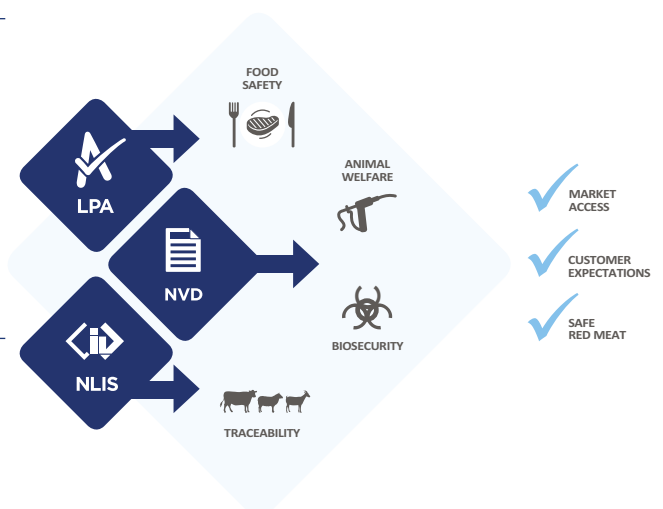 FOOD
SAFETY
LPA
ANIMAL
WELFARE
MARKET
ACCESS
NVD
CUSTOMER
EXPECTATIONS
BIOSECURITY
SAFE
RED MEAT
NLIS
TRACEABILITY